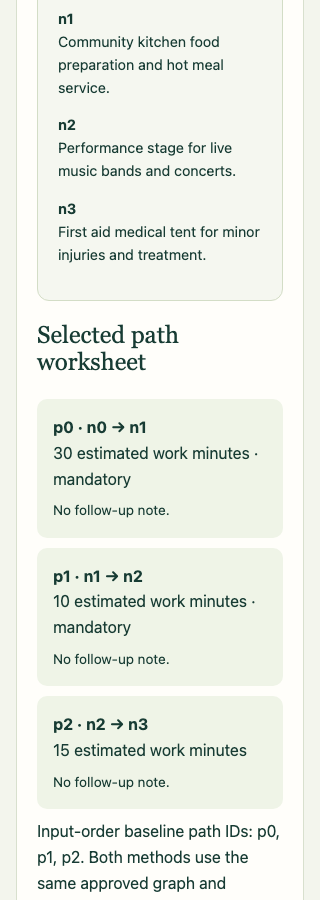 n1
Community kitchen food
preparation and hot meal
service.
n2
Performance stage for live
music bands and concerts.
n3
First aid medical tent for minor
injuries and treatment.
Selected path
worksheet
p0 · n0 → n1
30 estimated work minutes ·
mandatory
No follow-up note.
p1 · n1 → n2
10 estimated work minutes ·
mandatory
No follow-up note.
p2 · n2 → n3
15 estimated work minutes
No follow-up note.
Input-order baseline path IDs: p0,
p1, p2. Both methods use the
same approved graph and